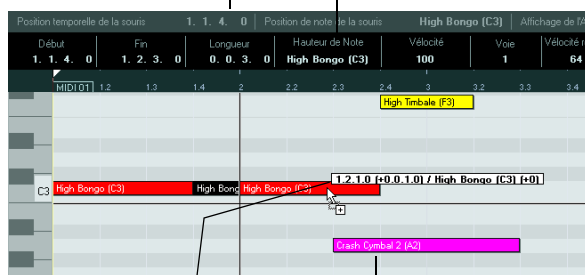 Position temporelle de la souris 1. 1. 4. 0 Position de note de la souris High Bongo (C3) Affichage de l'A
Début Fin Longueur Hauteur de Note Vélocité Voie Vélocité r
1. 1. 4. 0 1. 2. 3. 0 0. 0. 3. 0 High Bongo (C3) 100 1 64
MIDI 01 1.2 1.3 1.4 2 2.2 2.3 2.4 3 3.2 3.3 3.4
High Timbale (F3)
1.2.1.0 (+0.0.1.0) / High Bongo (C3) (+0)
C3 High Bongo (C3) High Bong High Bongo (C3)
Crash Cymbal 2 (A2)